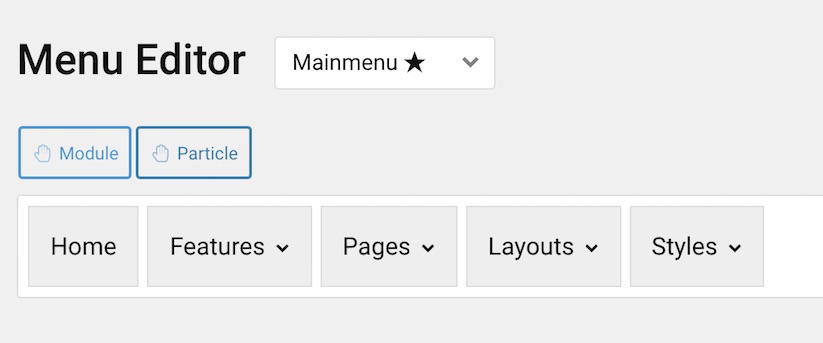 Menu Editor Mainmenu ★
Module Particle
Home Features Pages Layouts Styles